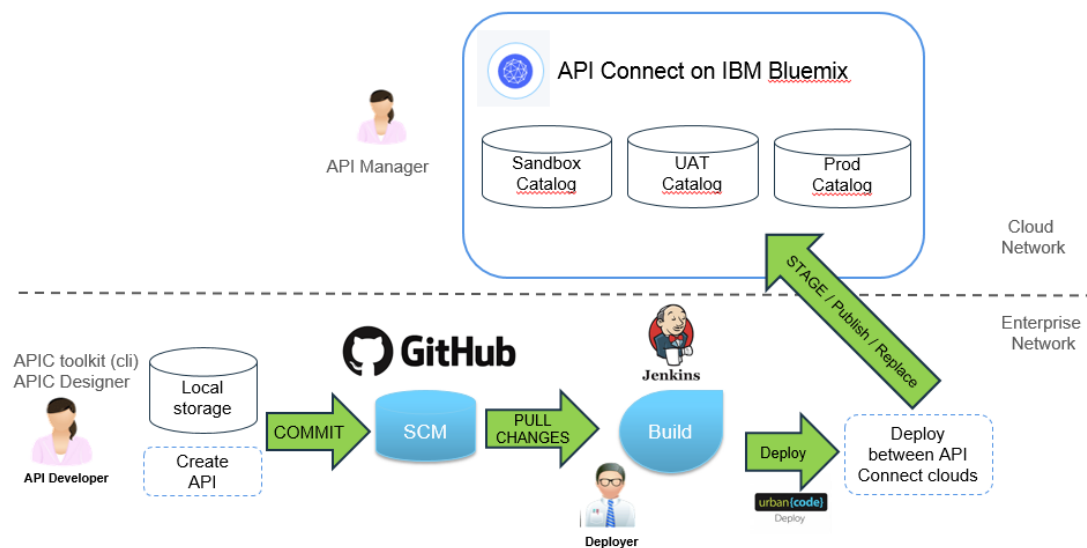 API Connect on IBM Bluemix
API Manager
Sandbox
Catalog
UAT
Catalog
Prod
Catalog
Cloud
Network
STAGE / Publish / Replace
Enterprise
Network
GitHub
Jenkins
APIC toolkit (cli)
APIC Designer
Local
storage
COMMIT
SCM
PULL
CHANGES
Build
Deploy
Deploy
between API
Connect clouds
Create
API
API Developer
urban{code}
Deploy
Deployer